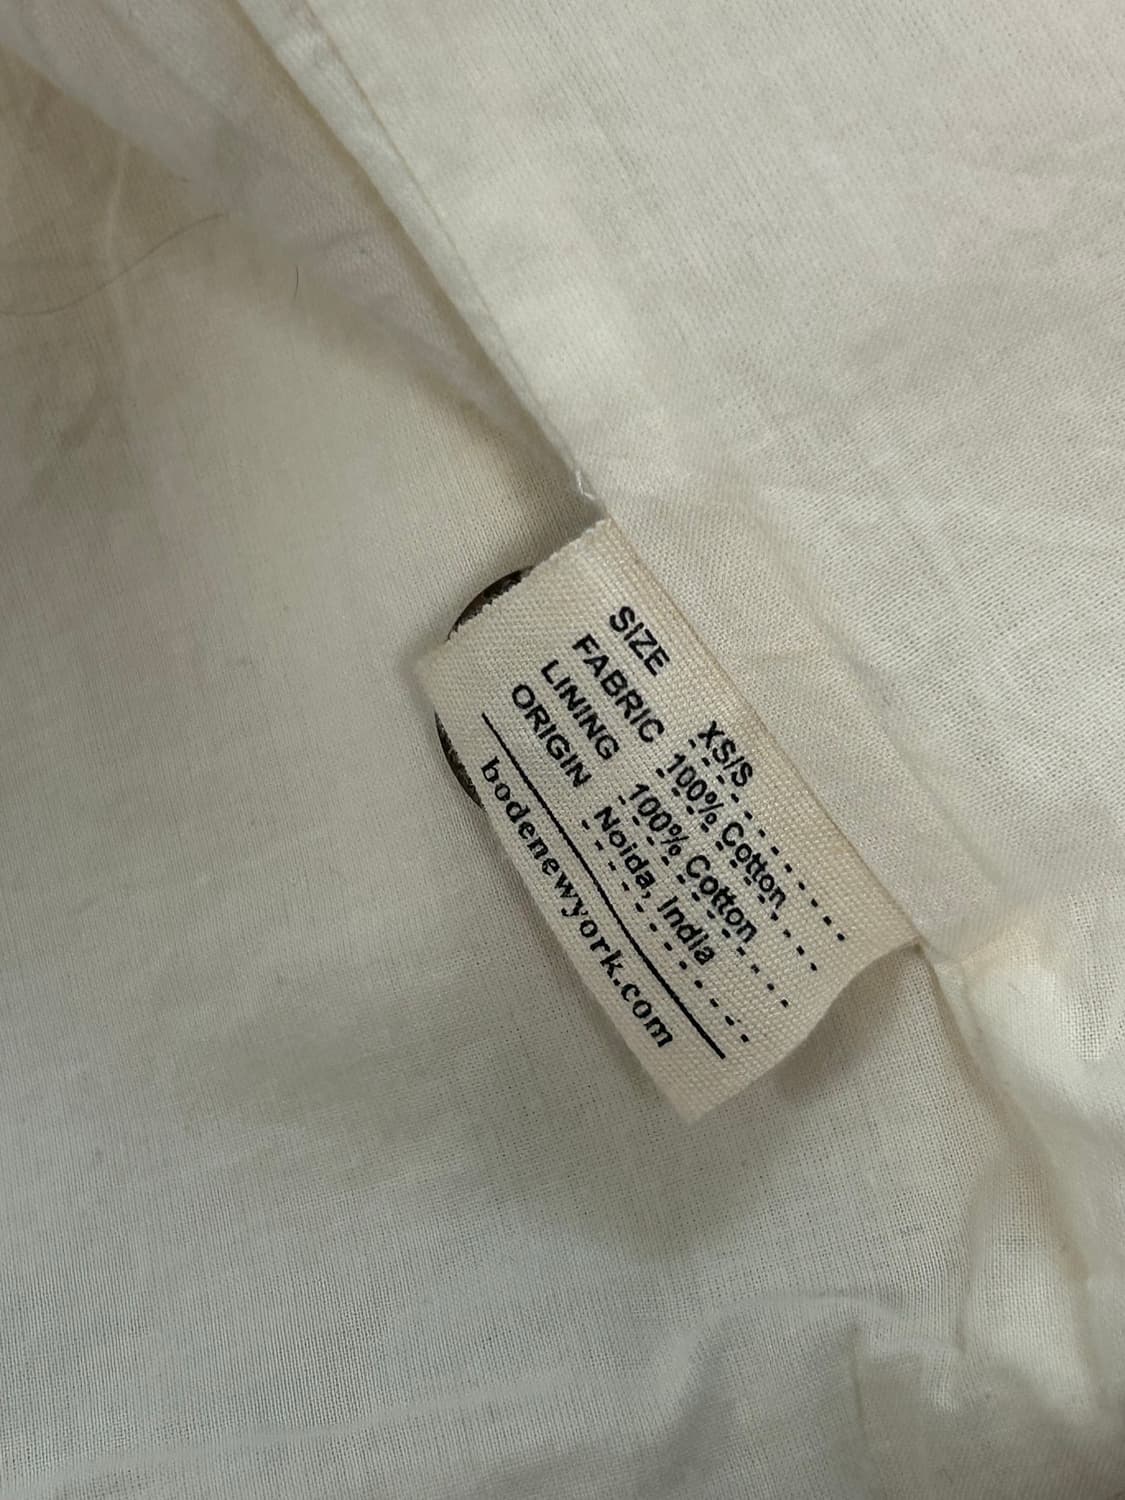 SIZE XS/S
FABRIC 100% Cotton
LINING 100% Cotton
ORIGIN Noida, India
bodenewyork.com